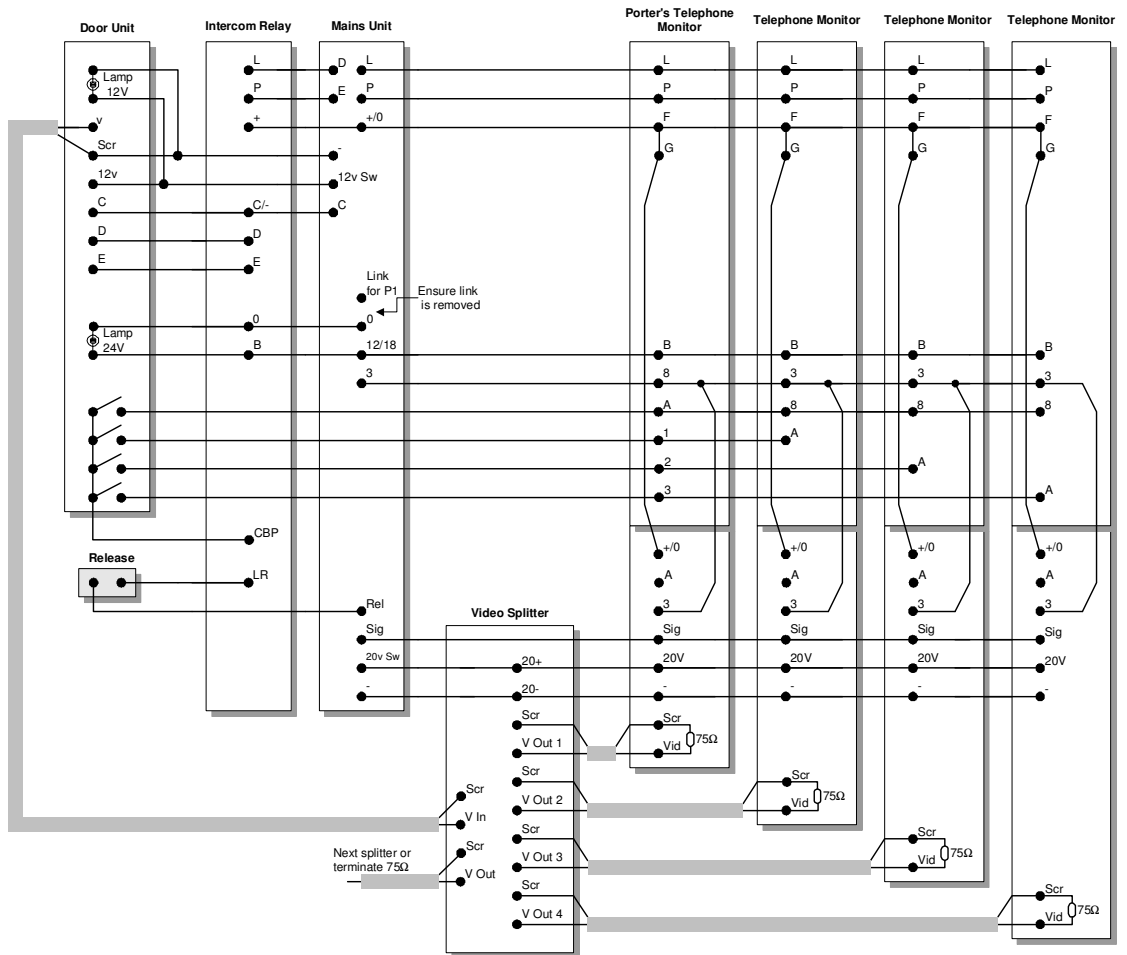 Door Unit
Intercom Relay
Mains Unit
Porter's Telephone
Monitor
Telephone Monitor
Telephone Monitor
Telephone Monitor
Lamp
12V
v
Scr
12v
C
D
E
Lamp
24V
Release
L
P
+
C/-
D
E
0
B
CBP
LR
D
E
-
12v Sw
C
L
P
+/0
Link
for P1
Ensure link
is removed
0
12/18
3
Rel
Sig
20v Sw
-
Video Splitter
20+
20-
Scr
V Out 1
Scr
V Out 2
Scr
V Out 3
Scr
V Out 4
Scr
V In
Scr
V Out
Next splitter or
terminate 75Ω
L
P
F
G
B
8
A
1
2
3
+/0
A
3
Sig
20V
-
Scr
Vid
75Ω
L
P
F
G
B
3
8
A
+/0
A
3
Sig
20V
-
Scr
Vid
75Ω
L
P
F
G
B
3
8
A
+/0
A
3
Sig
20V
-
Scr
Vid
75Ω
L
P
F
G
B
3
8
A
+/0
A
3
Sig
20V
-
Scr
Vid
75Ω